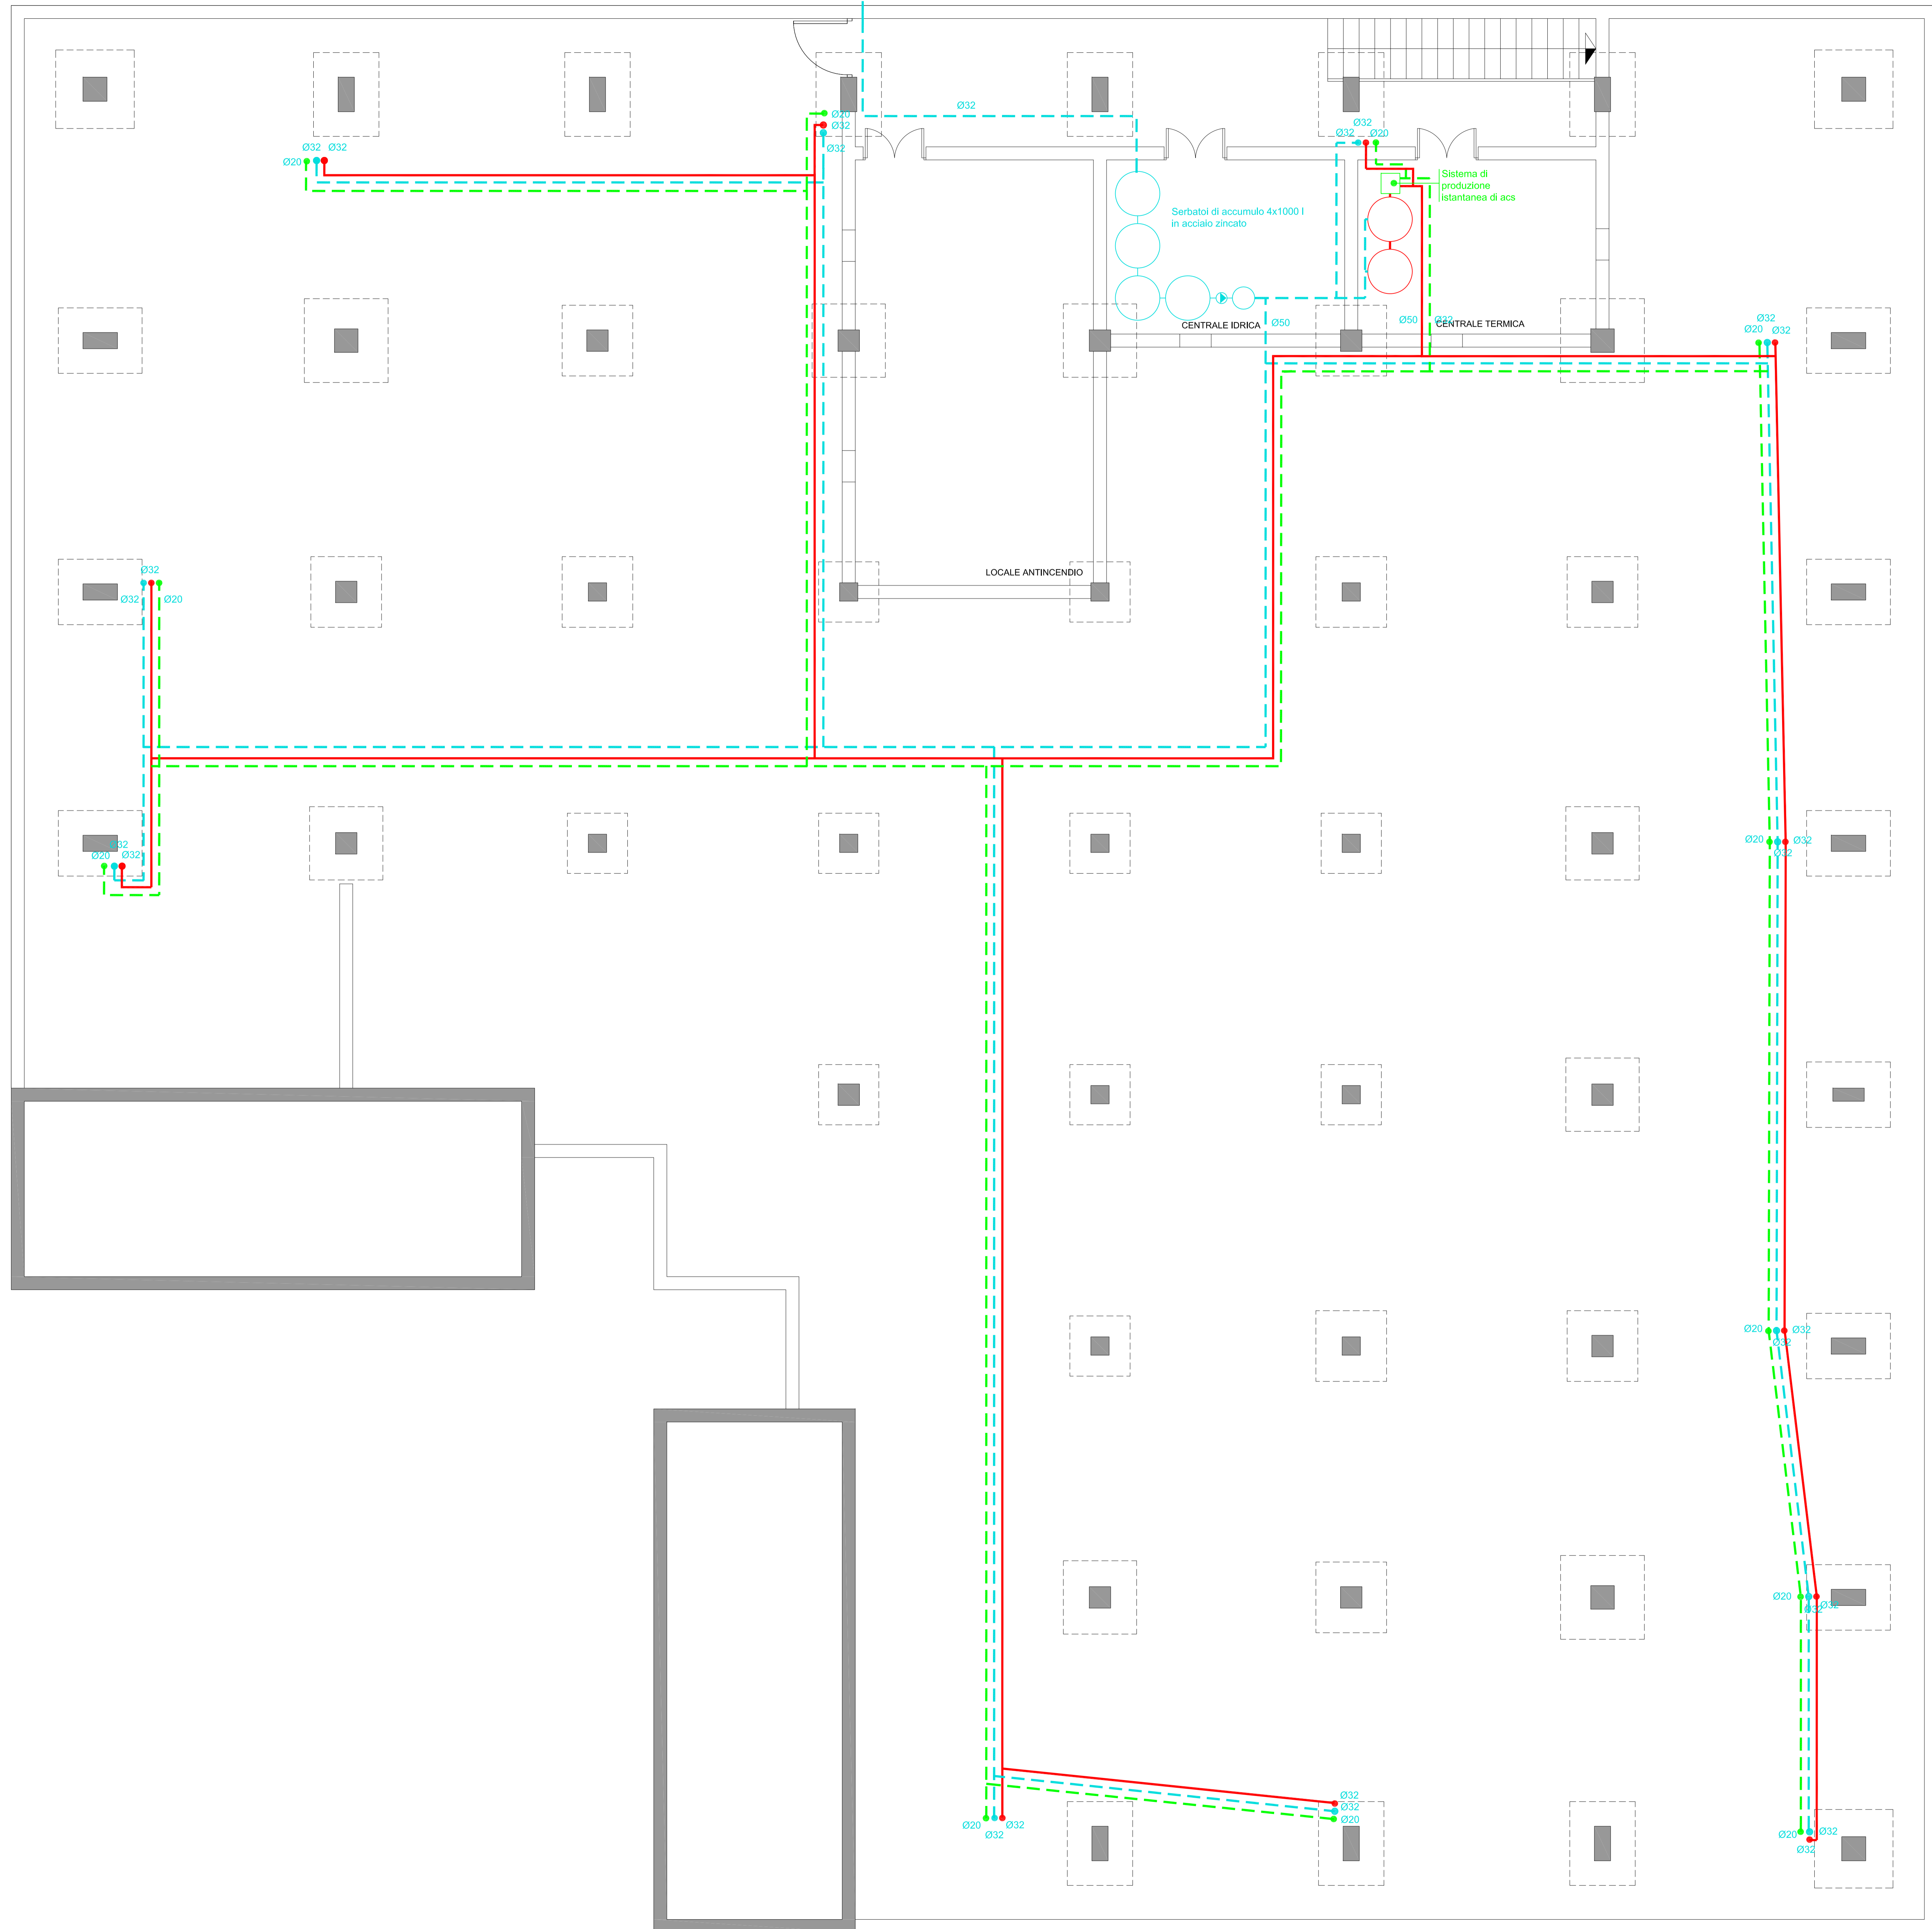 Ø32
Ø20
Ø32
Ø32
Ø32
Ø32
Ø20
Ø32
Ø32
Ø20
Sistema di
produzione
istantanea di acs
Serbatoi di accumulo 4x1000 l
in acciaio zincato
CENTRALE IDRICA
Ø50
Ø50
Ø32
CENTRALE TERMICA
Ø32
Ø20
Ø32
LOCALE ANTINCENDIO
Ø32
Ø32
Ø20
Ø32
Ø20
Ø32
Ø20
Ø32
Ø32
Ø20
Ø32
Ø32
Ø20
Ø32
Ø32
Ø32
Ø32
Ø20
Ø20
Ø32
Ø32
Ø20
Ø32
Ø32